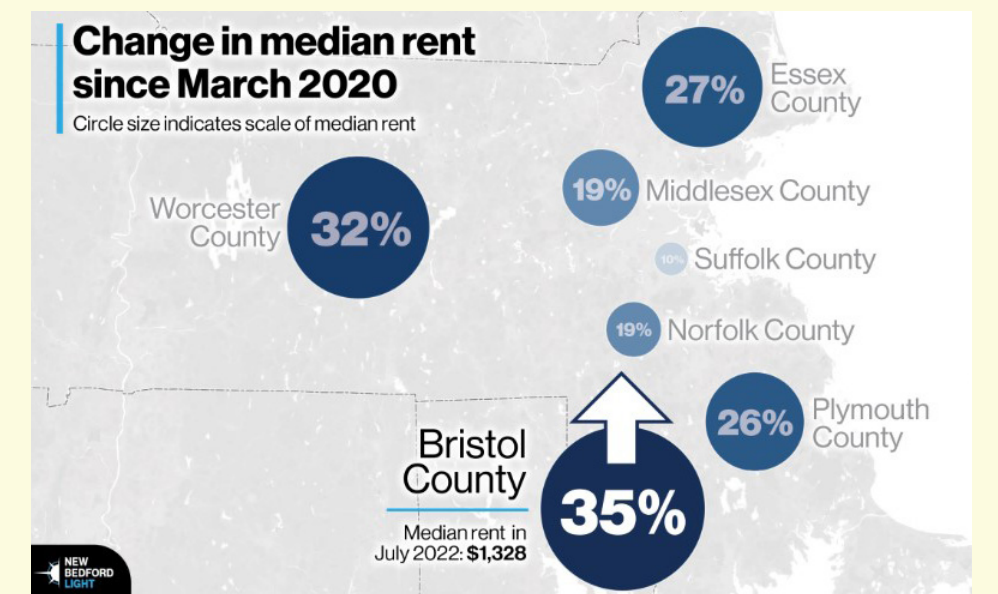 Change in median rent
since March 2020
Circle size indicates scale of median rent
27%
Essex
County
19%
Middlesex County
Worcester
County
32%
10%
Suffolk County
19%
Norfolk County
26%
Plymouth
County
Bristol
County
35%
Median rent in
July 2022: $1,328
NEW
BEDFORD
LIGHT